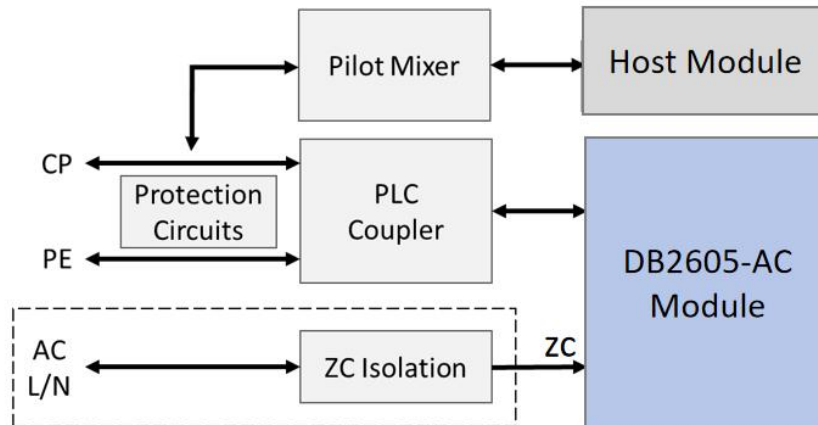 Pilot Mixer
Host Module
CP
Protection
Circuits
PLC
Coupler
PE
DB2605-AC
Module
AC
L/N
ZC Isolation
ZC